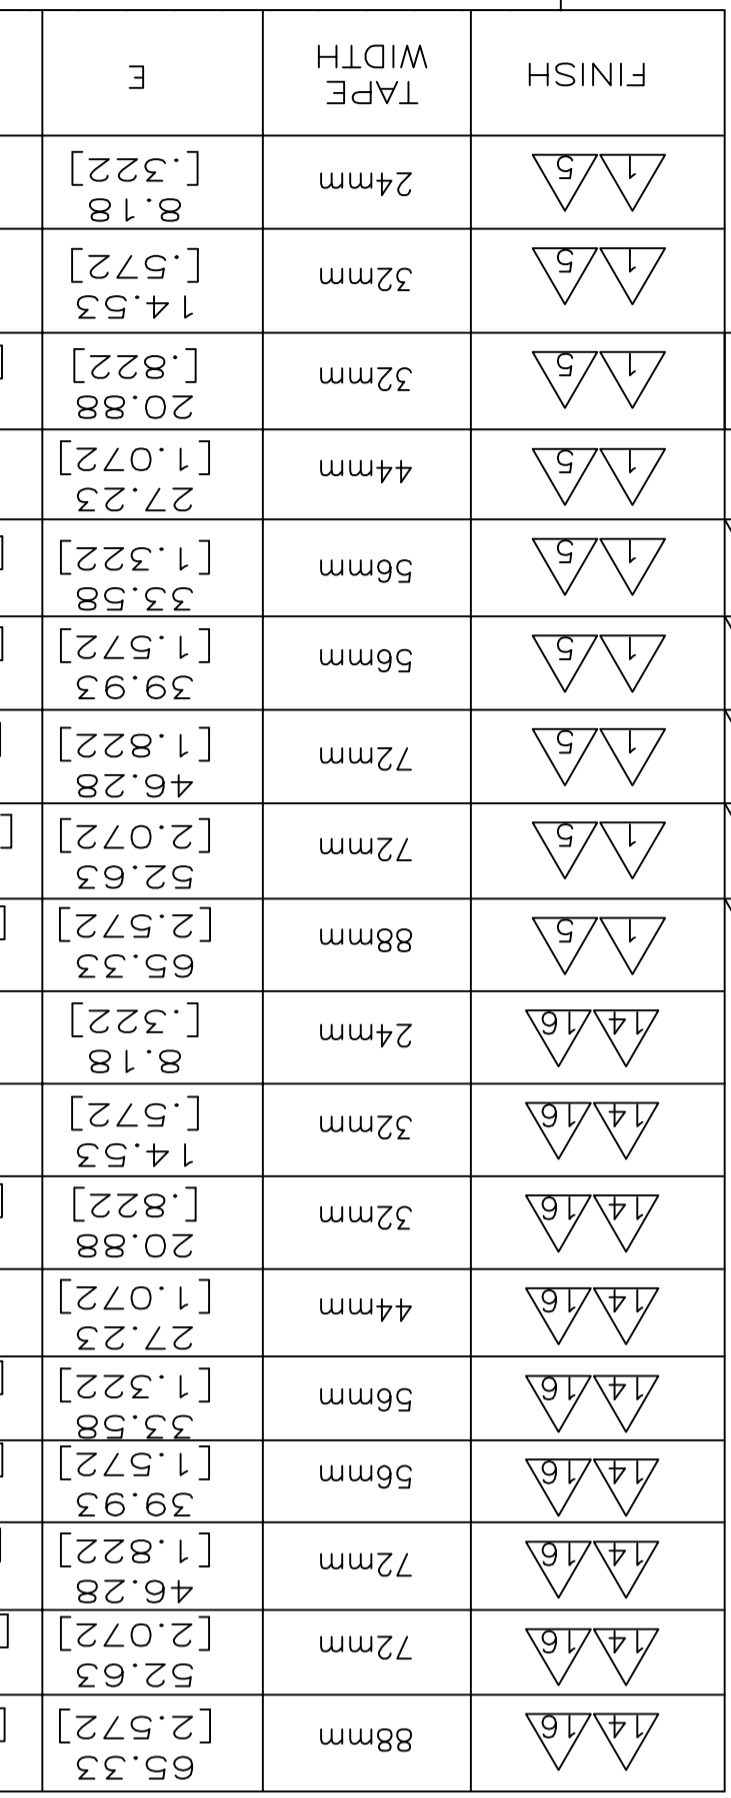 14 16
88mm
65.33
[2.572]
14 16
72mm
52.63
[2.072]
14 16
72mm
46.28
[1.822]
14 16
56mm
39.93
[1.572]
14 16
56mm
33.58
[1.322]
14 16
44mm
27.23
[1.072]
14 16
32mm
20.88
[.822]
14 16
32mm
14.53
[.572]
14 16
24mm
8.18
[.322]
1 5
88mm
65.33
[2.572]
1 5
72mm
52.63
[2.072]
1 5
72mm
46.28
[1.822]
1 5
56mm
39.93
[1.572]
1 5
56mm
33.58
[1.322]
1 5
44mm
27.23
[1.072]
1 5
32mm
20.88
[.822]
1 5
32mm
14.53
[.572]
1 5
24mm
8.18
[.322]
FINISH
TAPE
WIDTH
E